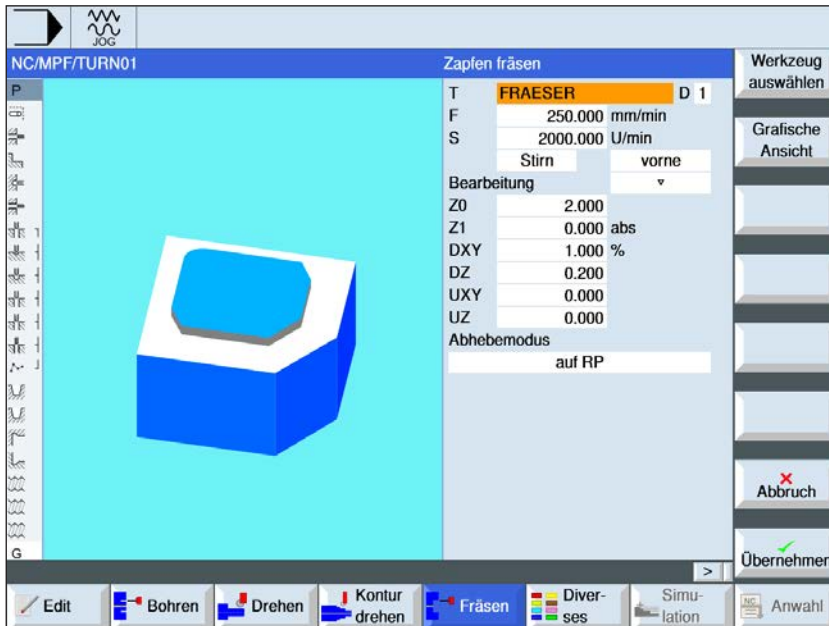 JOG
NC/MPF/TURN01
Zapfen fräsen
P
G
T FRAESER D 1
F 250.000 mm/min
S 2000.000 U/min
Stirn vorne
Bearbeitung ▿
Z0 2.000
Z1 0.000 abs
DXY 1.000 %
DZ 0.200
UXY 0.000
UZ 0.000
Abhebemodus
auf RP
Werkzeug
auswählen
Grafische
Ansicht
Abbruch
Übernehmen
>
Edit
Bohren
Drehen
Kontur
drehen
Fräsen
Diver-
ses
Simu-
lation
NC
Anwahl